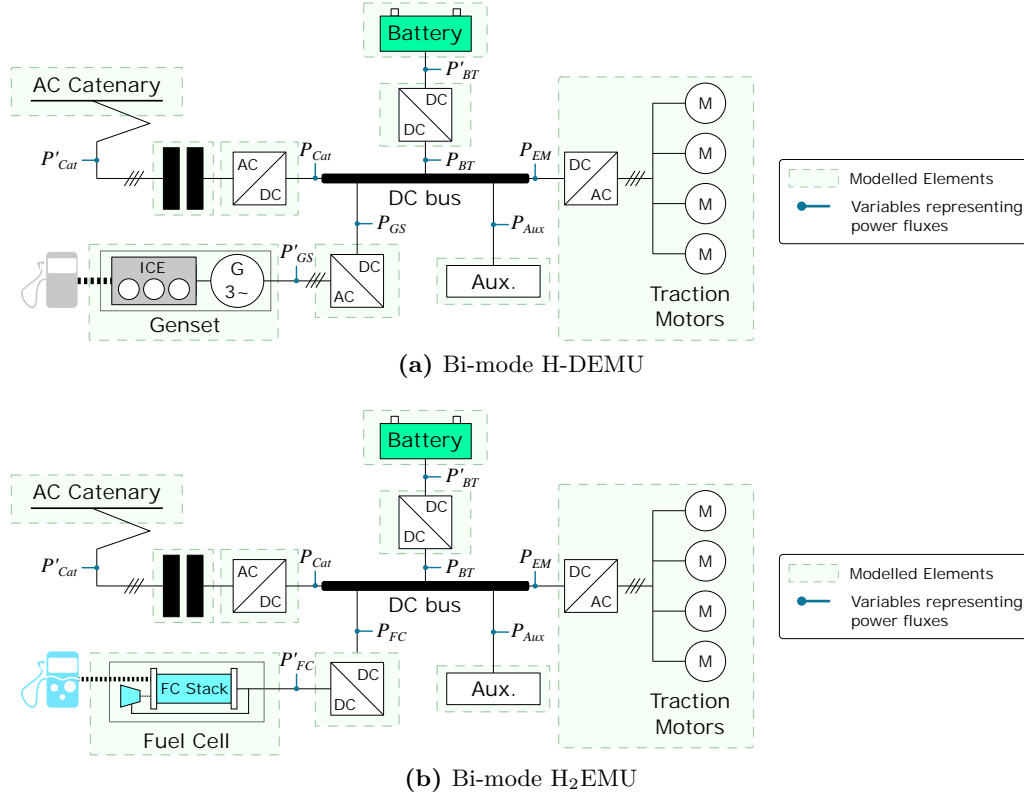 Battery
P'BT
AC Catenary
DC
DC
M
P'Cat
PCat
PBT
PEM
AC
DC
DC
AC
M
DC bus
M
PGS
PAux
P'GS
M
ICE
G
3~
DC
AC
Aux.
Genset
Traction
Motors
Modelled Elements
Variables representing
power fluxes
(a) Bi-mode H-DEMU
Battery
P'BT
AC Catenary
DC
DC
M
P'Cat
PCat
PBT
PEM
AC
DC
DC
AC
M
DC bus
M
PFC
PAux
P'FC
M
FC Stack
DC
DC
Aux.
Fuel Cell
Traction
Motors
Modelled Elements
Variables representing
power fluxes
(b) Bi-mode H₂EMU